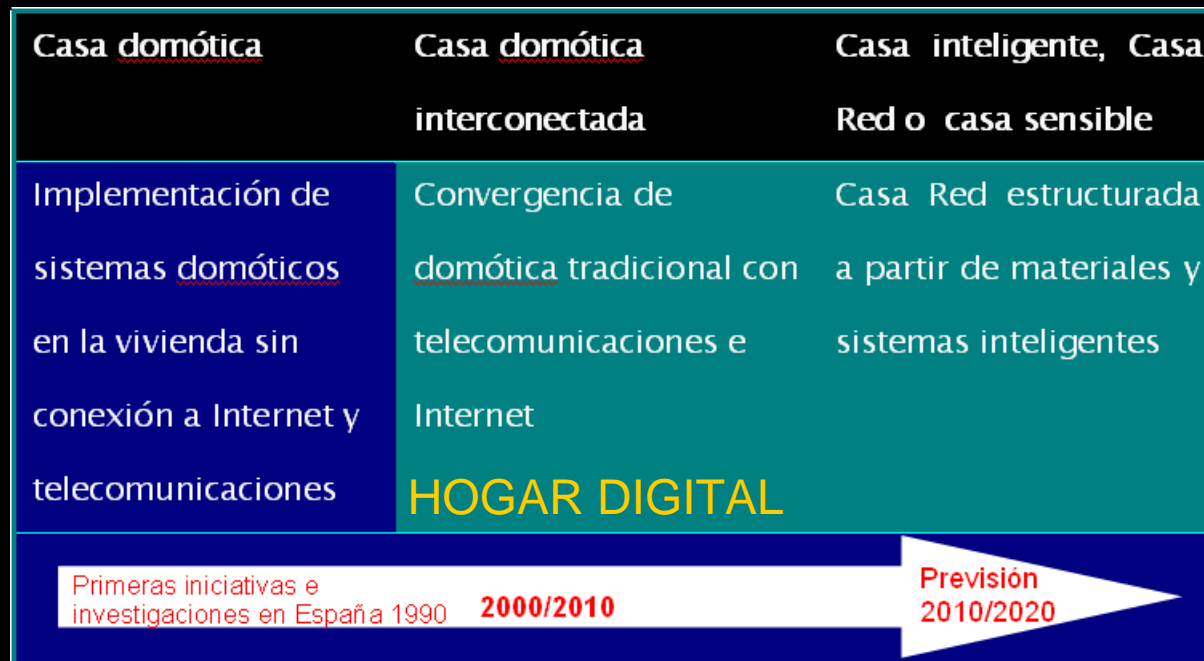 Casa domótica
Casa domótica
interconectada
Casa inteligente, Casa
Red o casa sensible
Implementación de
sistemas domóticos
en la vivienda sin
conexión a Internet y
telecomunicaciones
Convergencia de
domótica tradicional con
telecomunicaciones e
Internet
HOGAR DIGITAL
Casa Red estructurada
a partir de materiales y
sistemas inteligentes
Primeras iniciativas e
investigaciones en España 1990
2000/2010
Previsión
2010/2020